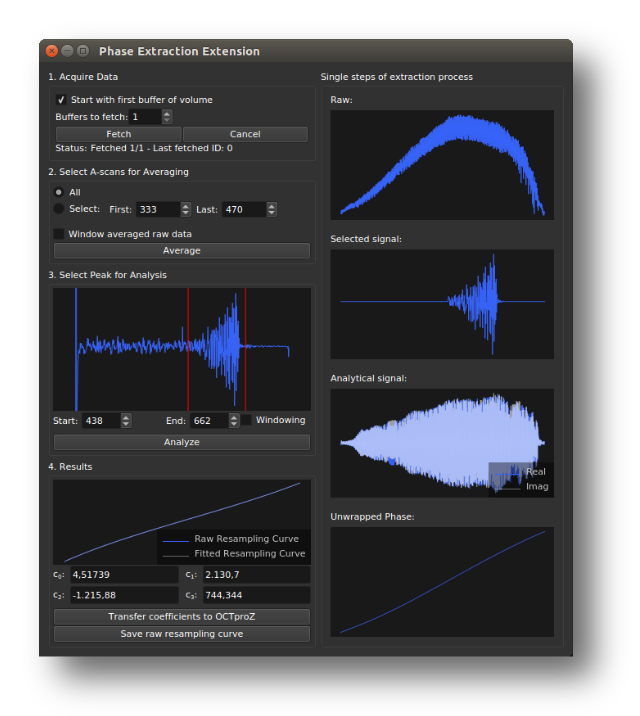 Phase Extraction Extension
1. Acquire Data
Start with first buffer of volume
Buffers to fetch: 1
Fetch Cancel
Status: Fetched 1/1 - Last fetched ID: 0
2. Select A-scans for Averaging
All
Select: First: 333 Last: 470
Window averaged raw data
Average
3. Select Peak for Analysis
Start: 438 End: 662 Windowing
Analyze
4. Results
Raw Resampling Curve
Fitted Resampling Curve
c₀: 4,51739 c₁: 2.130,7
c₂: -1.215,88 c₃: 744,344
Transfer coefficients to OCTproZ
Save raw resampling curve
Single steps of extraction process
Raw:
Selected signal:
Analytical signal:
Real
Imag
Unwrapped Phase: